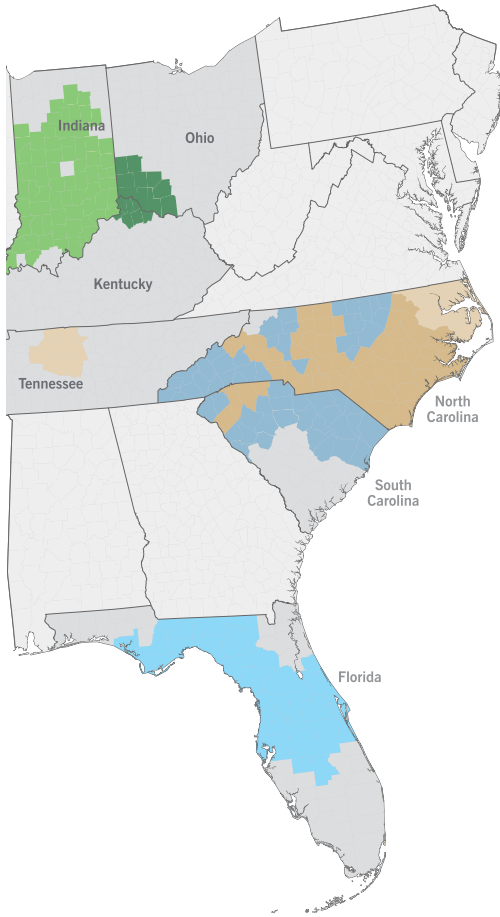 Indiana
Ohio
Kentucky
Tennessee
North
Carolina
South
Carolina
Florida